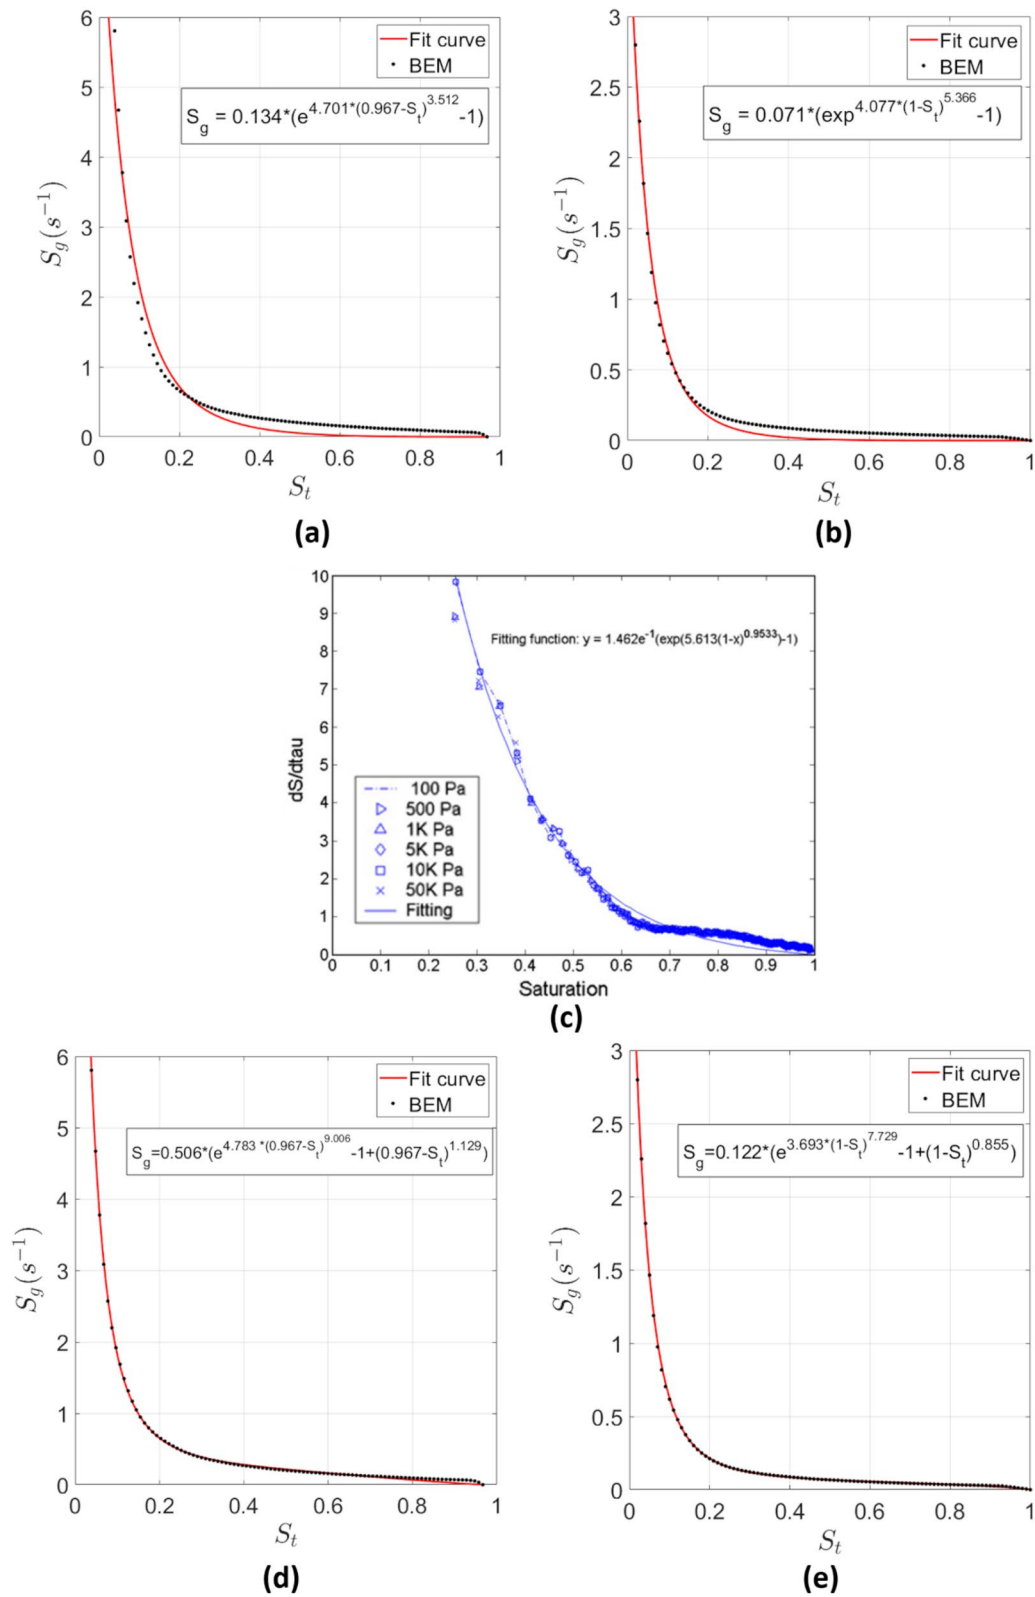 6
5
4
3
2
1
0
0 0.2 0.4 0.6 0.8 1
S_g(s^{-1})
S_t
Fit curve
BEM
S_g = 0.134*(e^{4.701*(0.967-S_t)^{3.512}}-1)
(a)
3
2.5
2
1.5
1
0.5
0
0 0.2 0.4 0.6 0.8 1
S_g(s^{-1})
S_t
Fit curve
BEM
S_g = 0.071*(exp^{4.077*(1-S_t)^{5.366}}-1)
(b)
10
9
8
7
6
5
4
3
2
1
0
0 0.1 0.2 0.3 0.4 0.5 0.6 0.7 0.8 0.9 1
dS/dtau
Saturation
Fitting function: y = 1.462e^{-1}(exp(5.613(1-x)^{0.9533})-1)
100 Pa
500 Pa
1K Pa
5K Pa
10K Pa
50K Pa
Fitting
(c)
6
5
4
3
2
1
0
0 0.2 0.4 0.6 0.8 1
S_g(s^{-1})
S_t
Fit curve
BEM
S_g=0.506*(e^{4.783 *(0.967-S_t)^{9.006}}-1+(0.967-S_t)^{1.129})
(d)
3
2.5
2
1.5
1
0.5
0
0 0.2 0.4 0.6 0.8 1
S_g(s^{-1})
S_t
Fit curve
BEM
S_g=0.122*(e^{3.693*(1-S_t)^{7.729}}-1+(1-S_t)^{0.855})
(e)